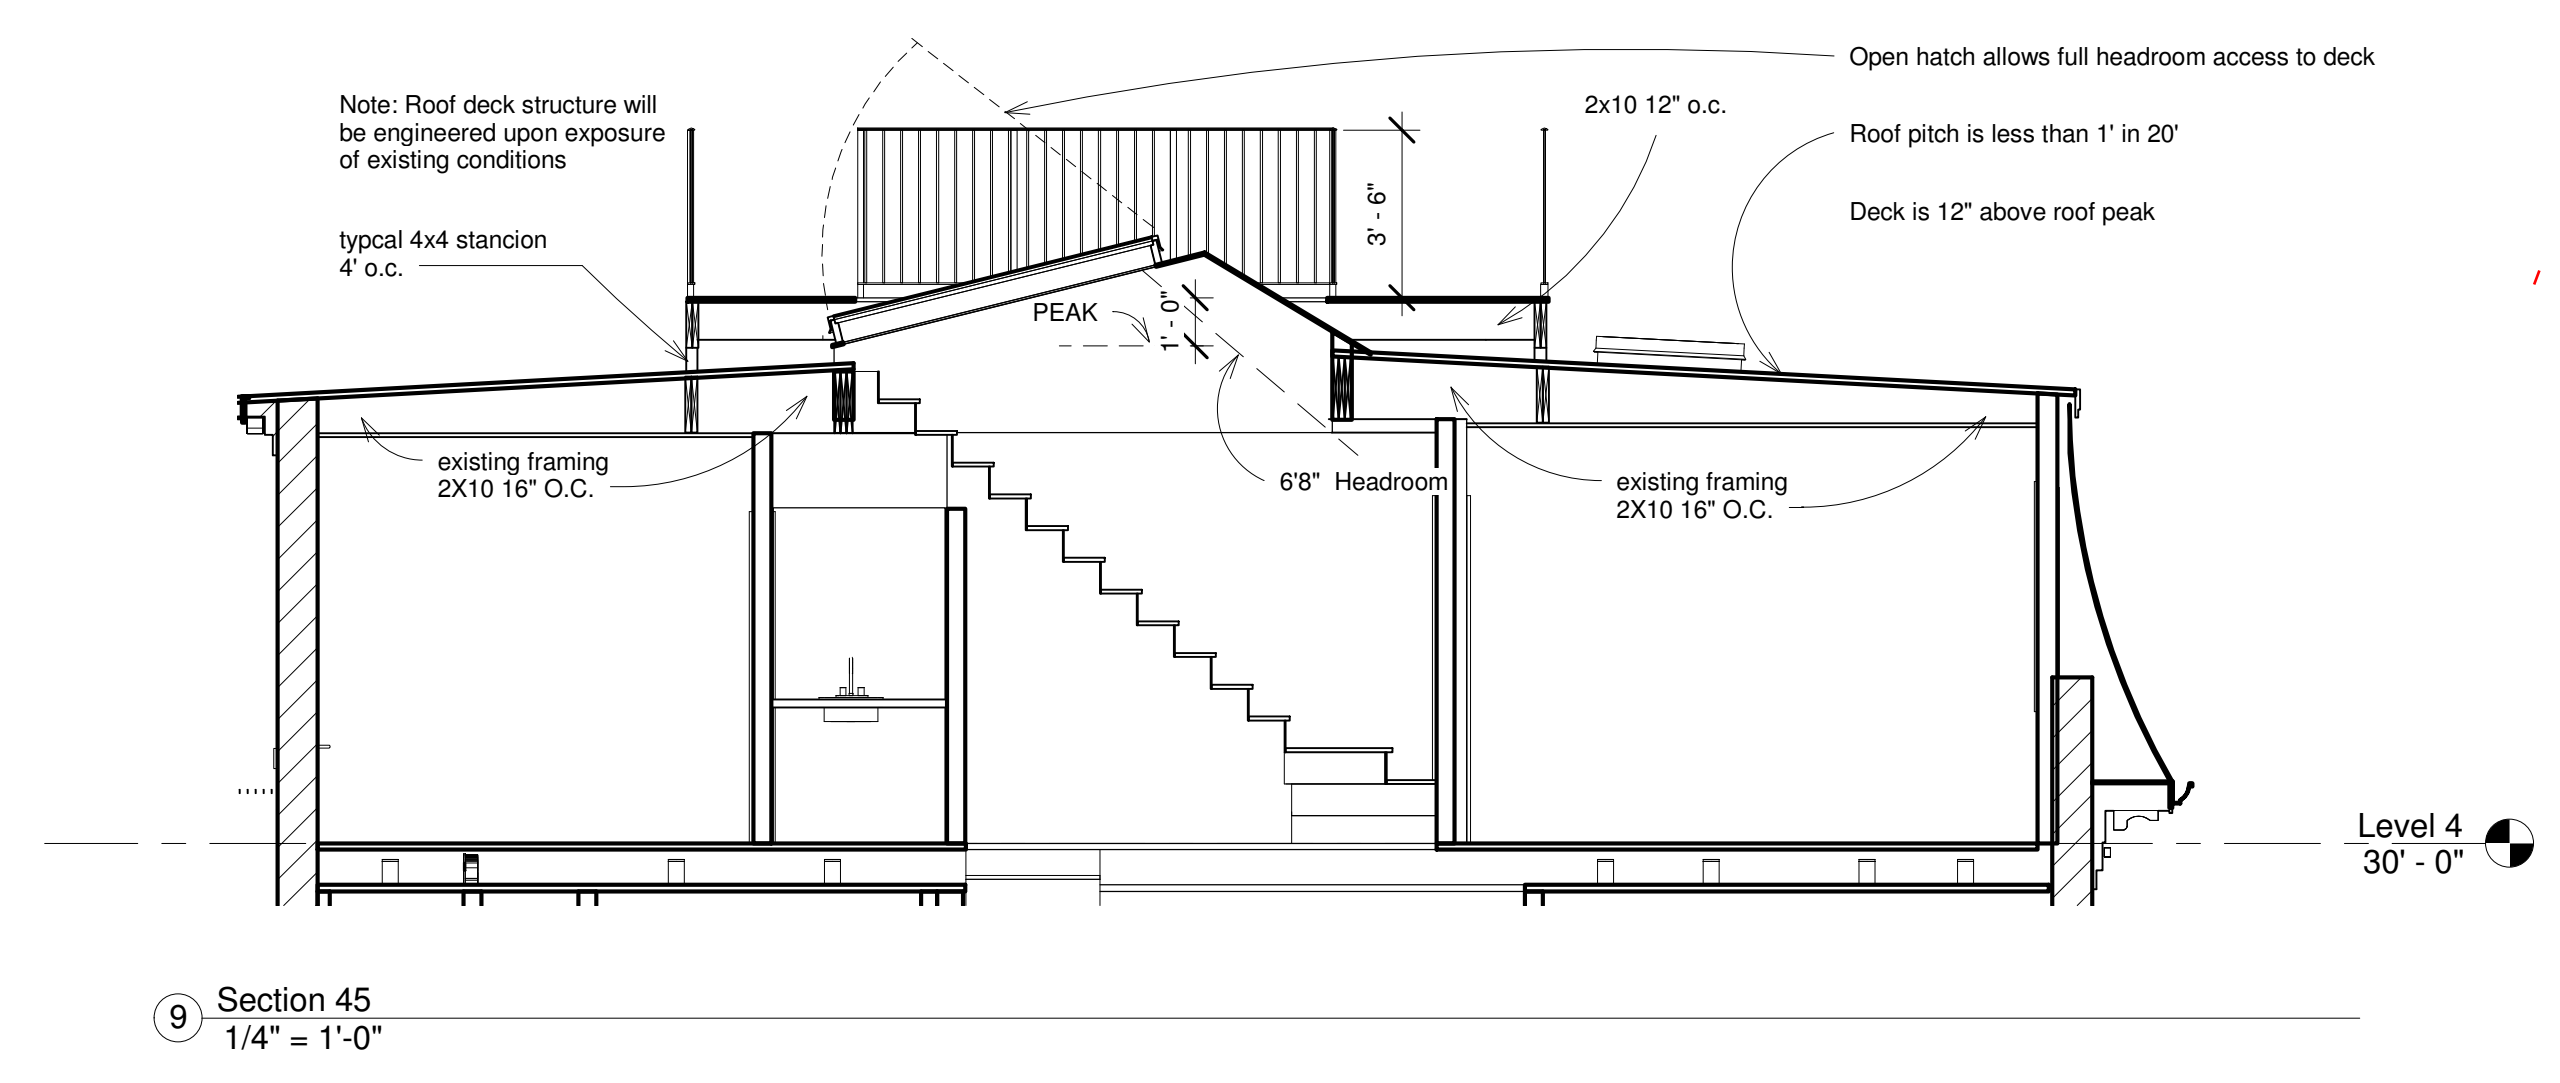 Open hatch allows full headroom access to deck
Note: Roof deck structure will
be engineered upon exposure
of existing conditions
2x10 12" o.c.
Roof pitch is less than 1' in 20'
3' - 6"
Deck is 12" above roof peak
typcal 4x4 stancion
4' o.c.
PEAK
1' - 0"
existing framing
2X10 16" O.C.
6'8" Headroom
existing framing
2X10 16" O.C.
Level 4
30' - 0"
9
Section 45
1/4" = 1'-0"